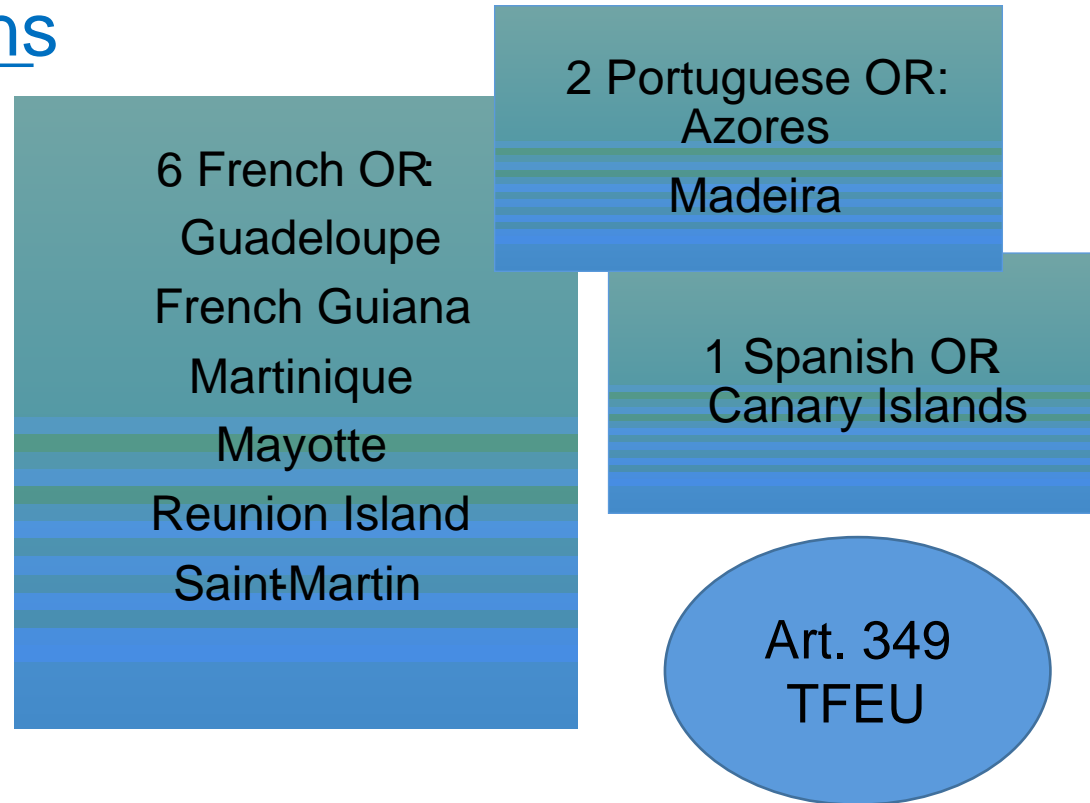 ns
6 French OR:
Guadeloupe
French Guiana
Martinique
Mayotte
Reunion Island
Saint-Martin
2 Portuguese OR:
Azores
Madeira
1 Spanish OR:
Canary Islands
Art. 349
TFEU